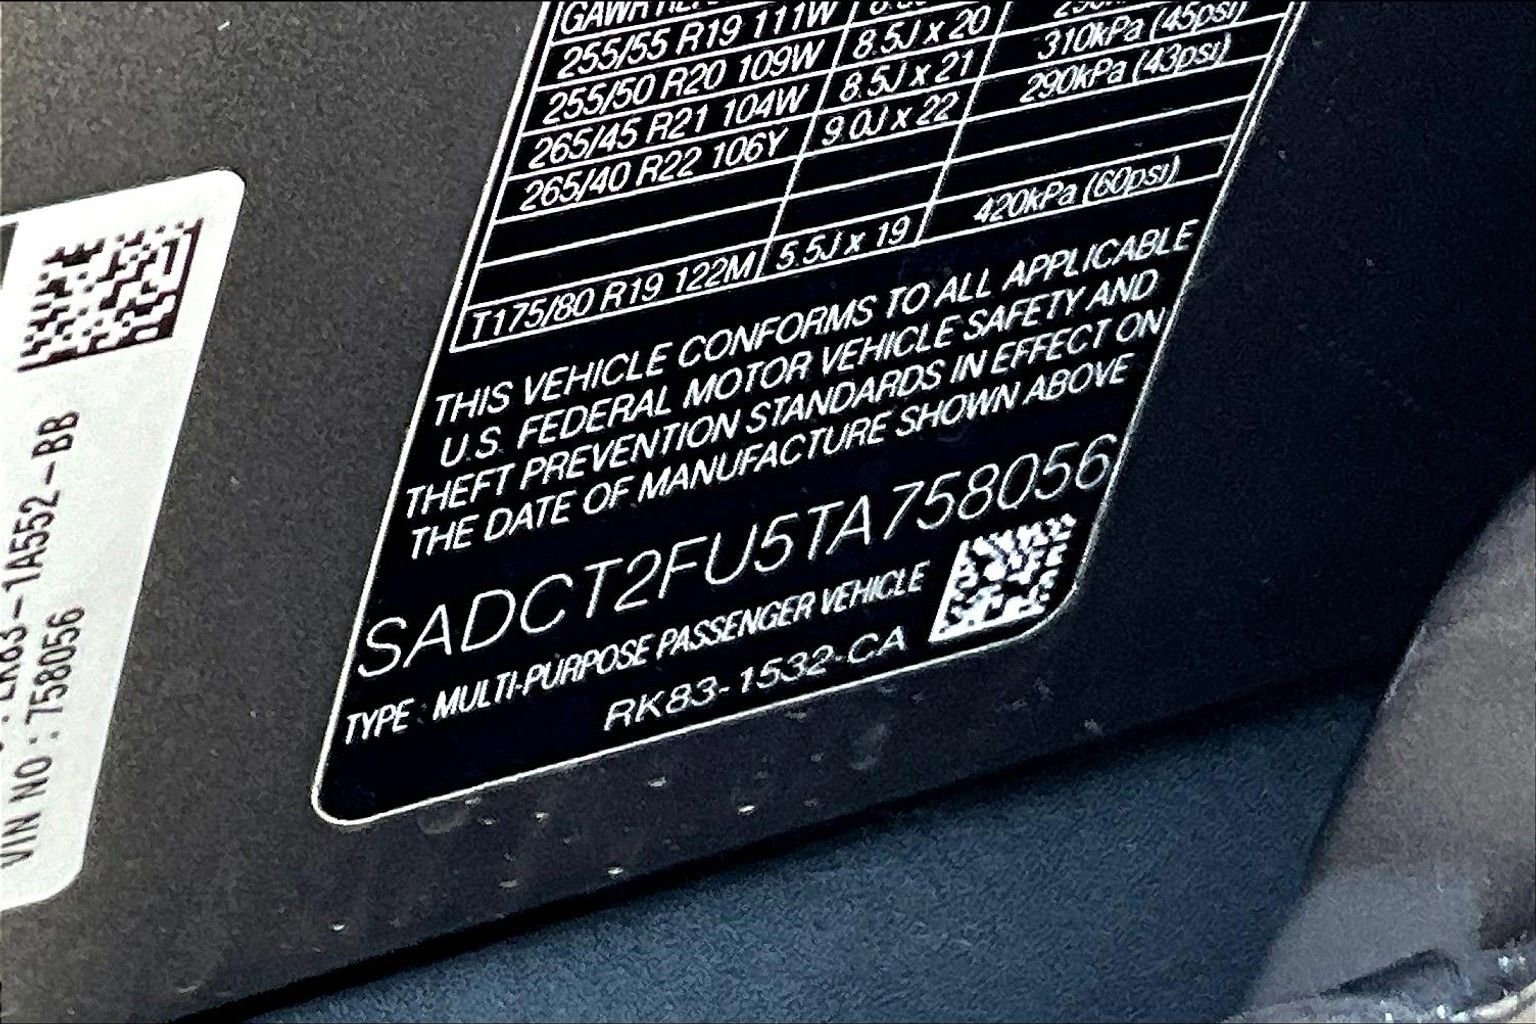 255/55 R19 111W
255/50 R20 109W 8.5J x 20
265/45 R21 104W 8.5J x 21 310kPa (45psi)
265/40 R22 106Y 9.0J x 22 290kPa (43psi)
T175/80 R19 122M 5.5J x 19 420kPa (60psi)
THIS VEHICLE CONFORMS TO ALL APPLICABLE
U.S. FEDERAL MOTOR VEHICLE SAFETY AND
THEFT PREVENTION STANDARDS IN EFFECT ON
THE DATE OF MANUFACTURE SHOWN ABOVE
SADCT2FU5TA758056
TYPE : MULTI-PURPOSE PASSENGER VEHICLE
RK83-1532-CA
-1A552-BB
VIN NO : 758056